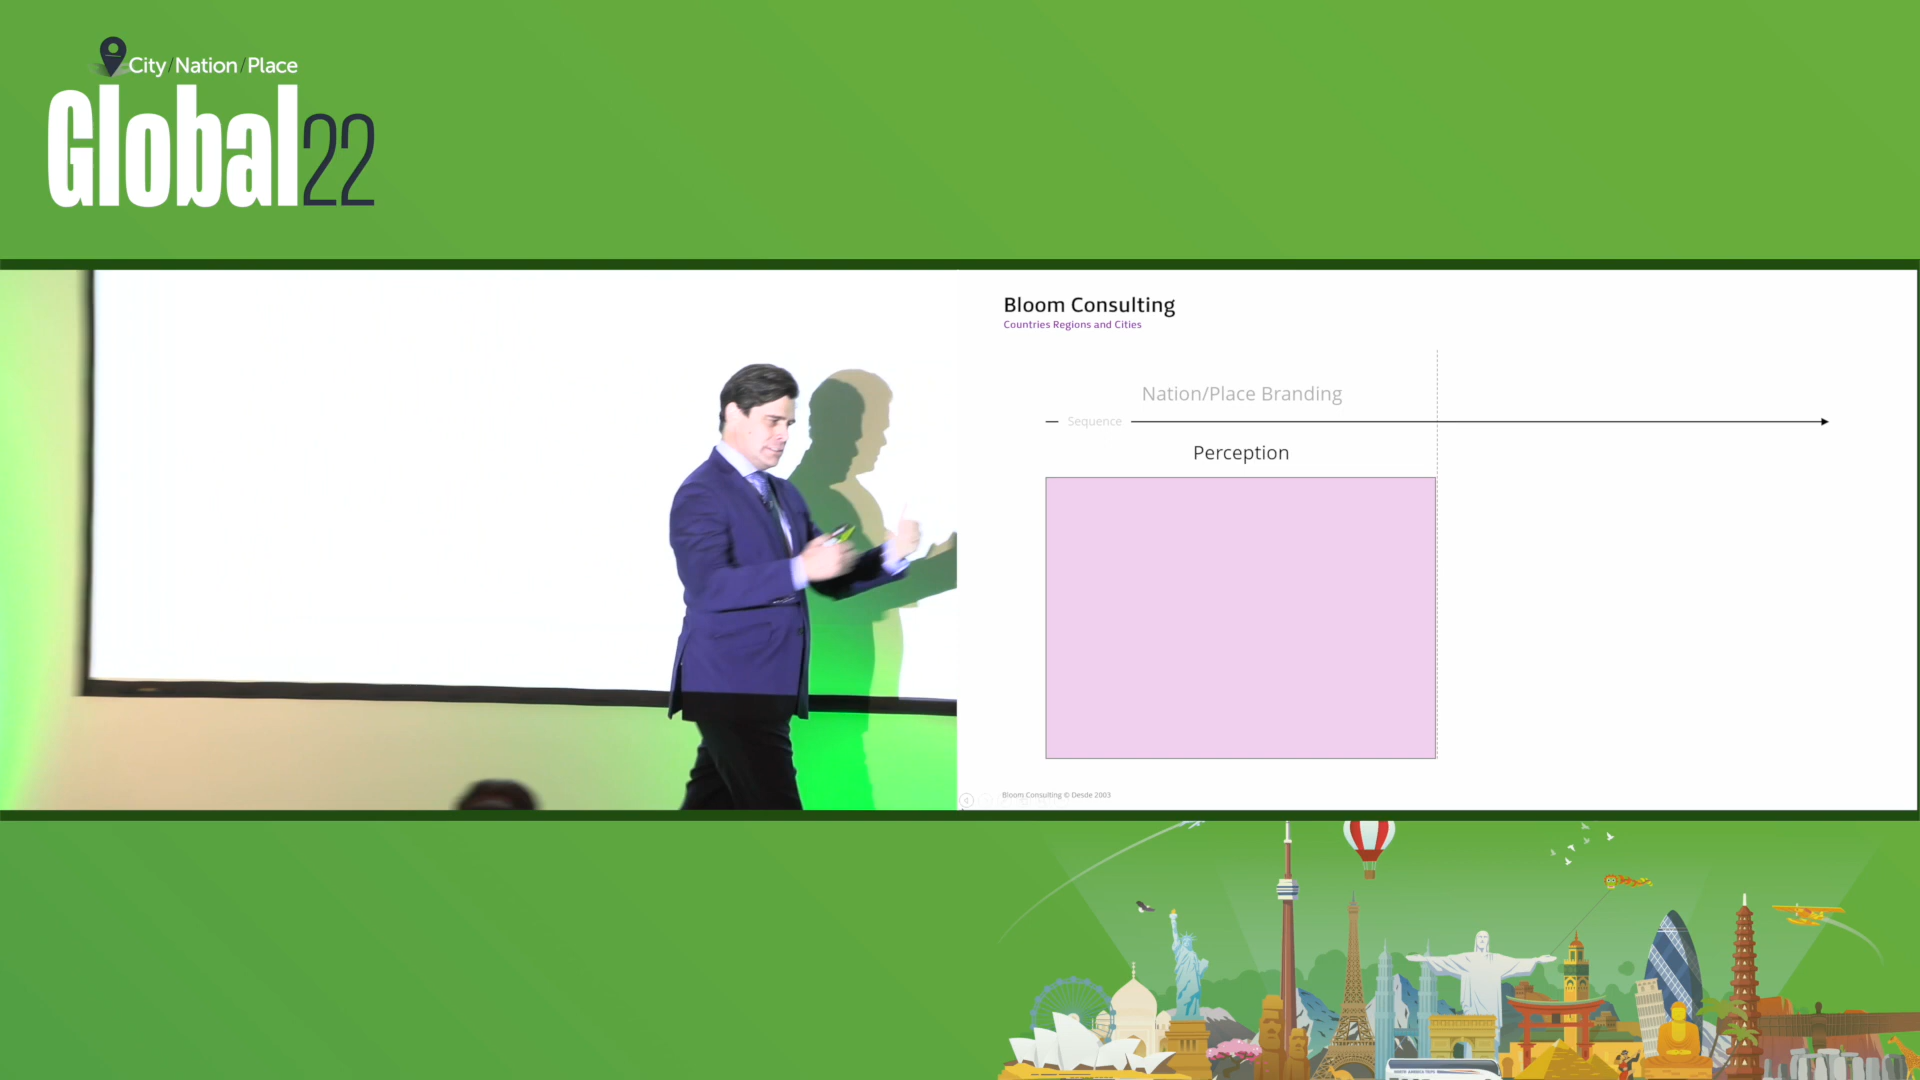 City/Nation/Place
Global22
Bloom Consulting
Countries Regions and Cities
Nation/Place Branding
Sequence
Perception
Bloom Consulting © Desde 2003